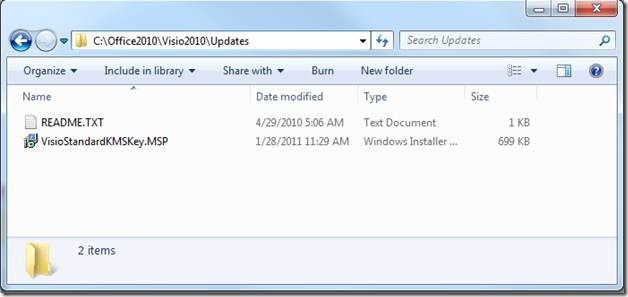 C:\Office2010\Visio2010\Updates Search Updates
Organize Include in library Share with Burn New folder
Name Date modified Type Size
README.TXT 4/29/2010 5:06 AM Text Document 1 KB
VisioStandardKMSKey.MSP 1/28/2011 11:29 AM Windows Installer ... 699 KB
2 items